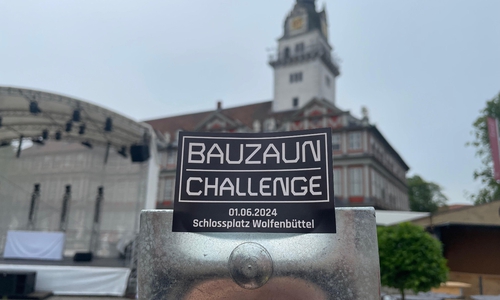 BAUZAUN
CHALLENGE
01.06.2024
Schlossplatz Wolfenbüttel